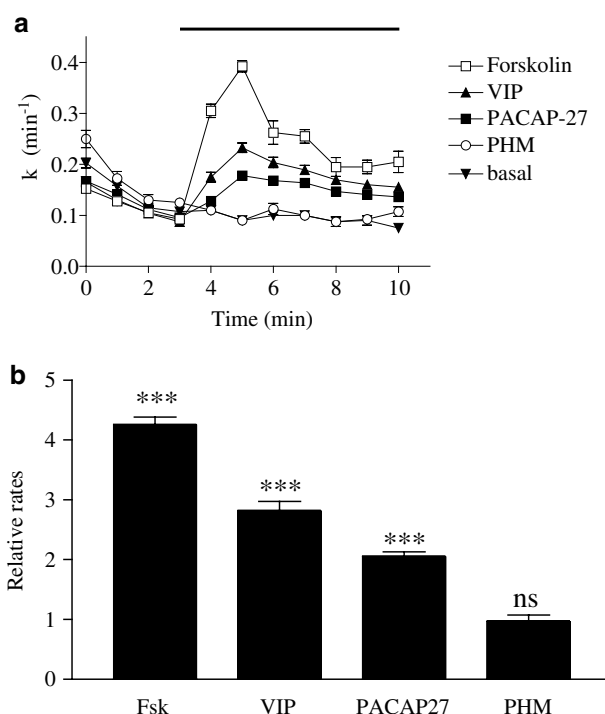 a
k (min-1)
0.4
0.3
0.2
0.1
0.0
0 2 4 6 8 10
Time (min)
Forskolin
VIP
PACAP-27
PHM
basal
b
Relative rates
5
4
3
2
1
0
***
***
***
ns
Fsk VIP PACAP27 PHM